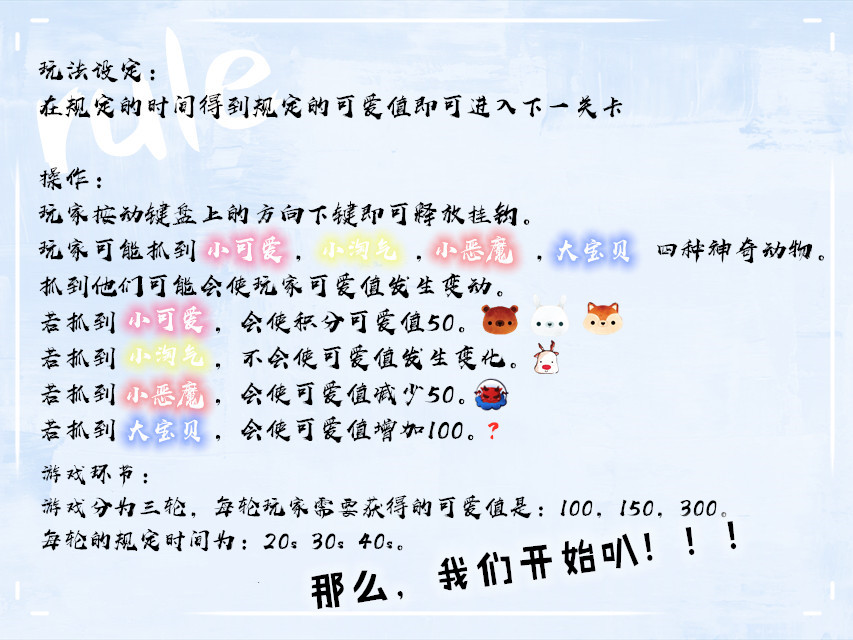 rule
玩法设定：
在规定的时间得到规定的可爱值即可进入下一关卡
操作：
玩家按动键盘上的方向下键即可释放挂钩。
玩家可能抓到 小可爱 ，小淘气 ，小恶魔 ，大宝贝 四种神奇动物。
抓到他们可能会使玩家可爱值发生变动。
若抓到 小可爱 ，会使积分可爱值50。
若抓到 小淘气 ，不会使可爱值发生变化。
若抓到 小恶魔 ，会使可爱值减少50。
若抓到 大宝贝 ，会使可爱值增加100。?
游戏环节：
游戏分为三轮，每轮玩家需要获得的可爱值是：100，150，300。
每轮的规定时间为：20s 30s 40s。
那么，我们开始叭！！！